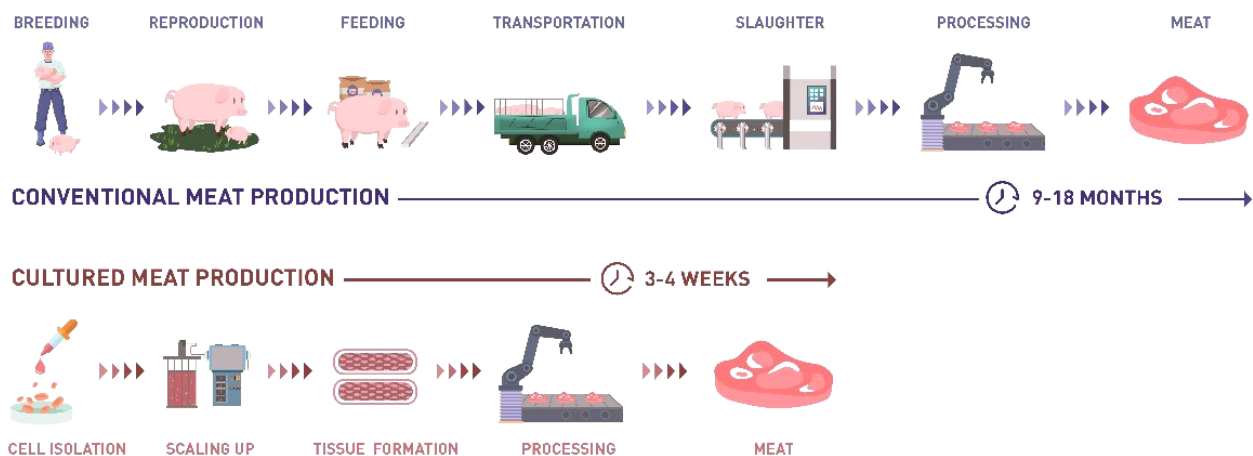 BREEDING REPRODUCTION FEEDING TRANSPORTATION SLAUGHTER PROCESSING MEAT
CONVENTIONAL MEAT PRODUCTION 9-18 MONTHS
CULTURED MEAT PRODUCTION 3-4 WEEKS
CELL ISOLATION SCALING UP TISSUE FORMATION PROCESSING MEAT